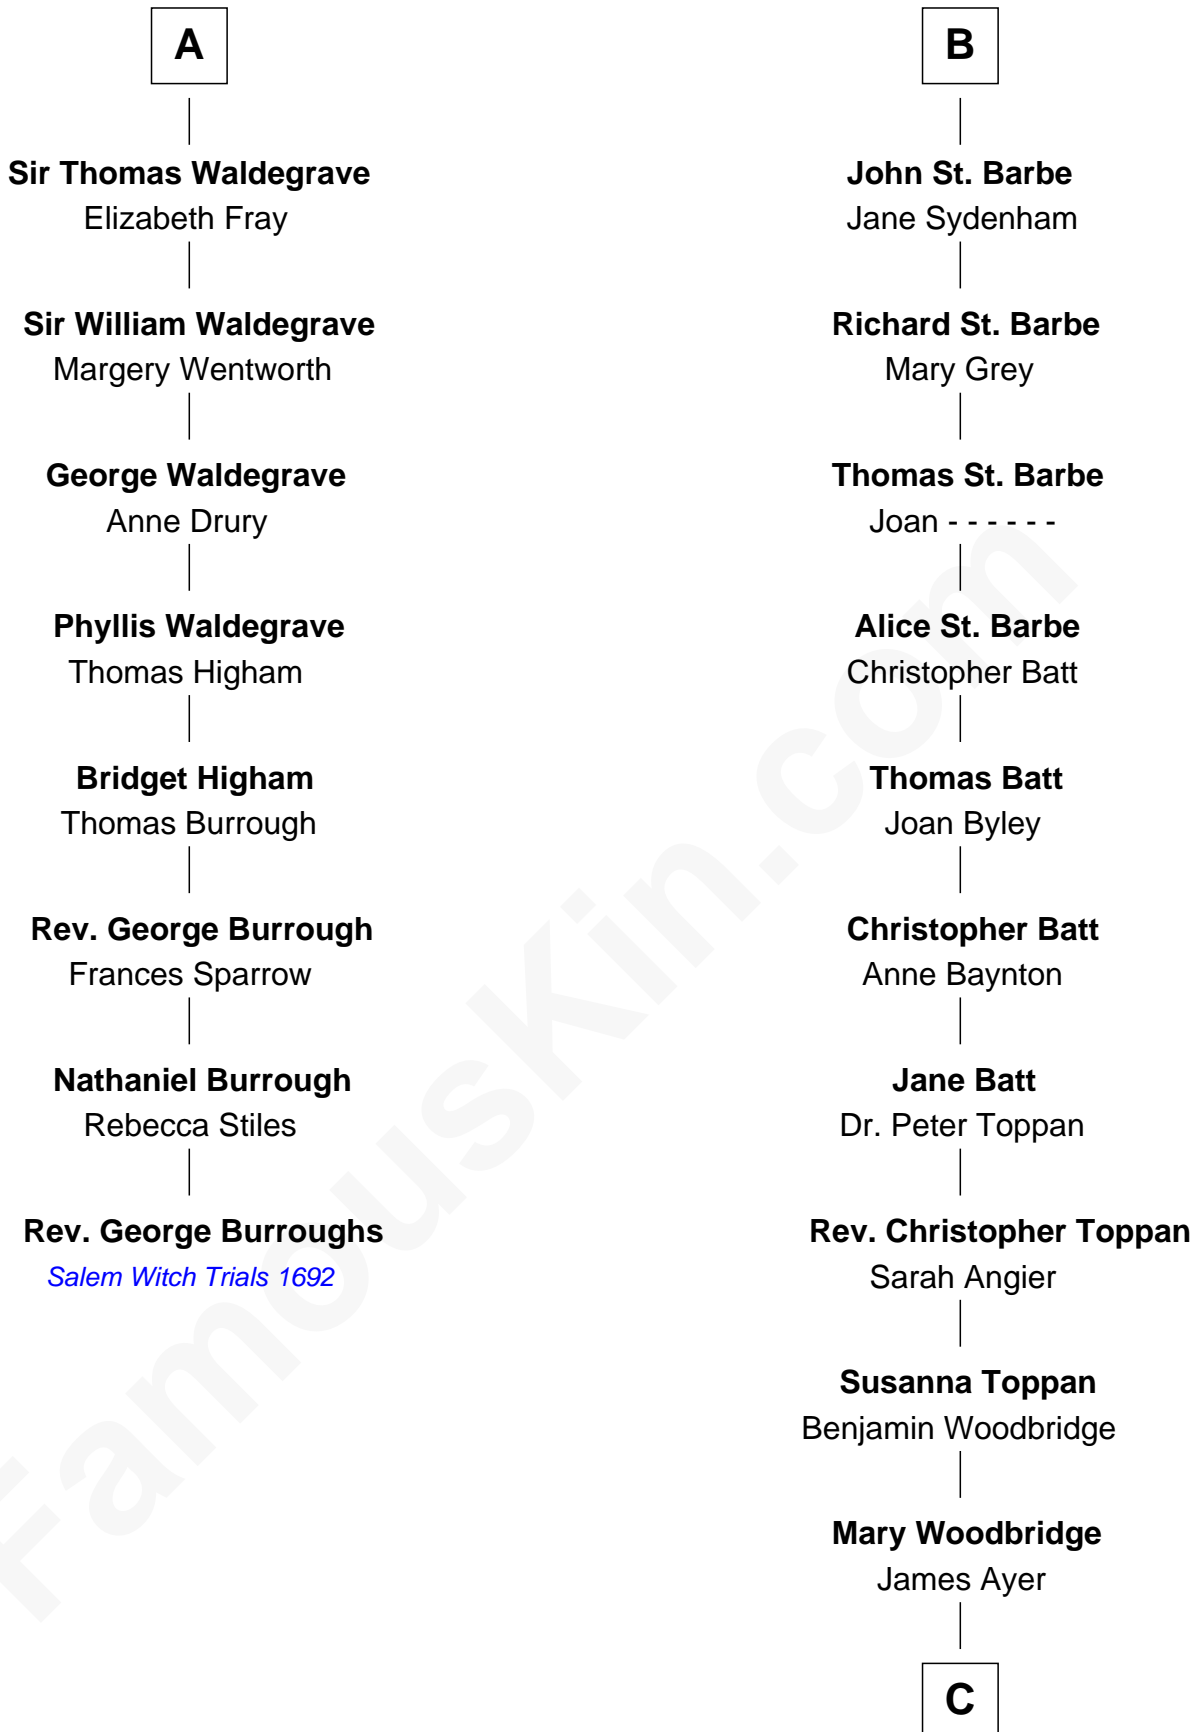 A
Sir Thomas Waldegrave
Elizabeth Fray
Sir William Waldegrave
Margery Wentworth
George Waldegrave
Anne Drury
Phyllis Waldegrave
Thomas Higham
Bridget Higham
Thomas Burrough
Rev. George Burrough
Frances Sparrow
Nathaniel Burrough
Rebecca Stiles
Rev. George Burroughs
Salem Witch Trials 1692
B
John St. Barbe
Jane Sydenham
Richard St. Barbe
Mary Grey
Thomas St. Barbe
Joan - - - - - -
Alice St. Barbe
Christopher Batt
Thomas Batt
Joan Byley
Christopher Batt
Anne Baynton
Jane Batt
Dr. Peter Toppan
Rev. Christopher Toppan
Sarah Angier
Susanna Toppan
Benjamin Woodbridge
Mary Woodbridge
James Ayer
C
FamousKin.com